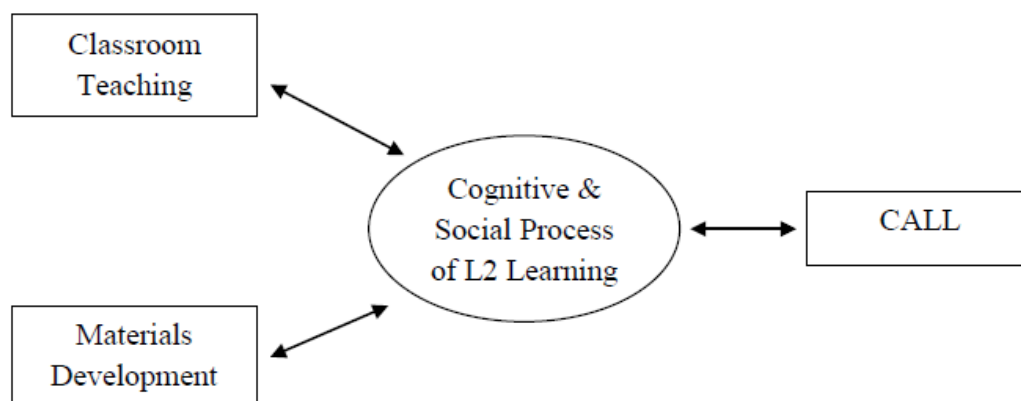 Classroom
Teaching
Cognitive &
Social Process
of L2 Learning
CALL
Materials
Development